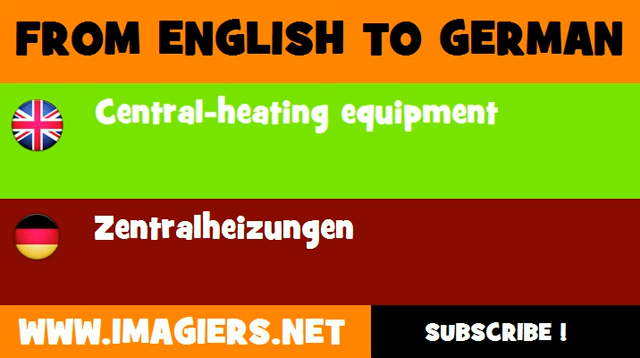 FROM ENGLISH TO GERMAN
Central-heating equipment
Zentralheizungen
WWW.IMAGIERS.NET
SUBSCRIBE !